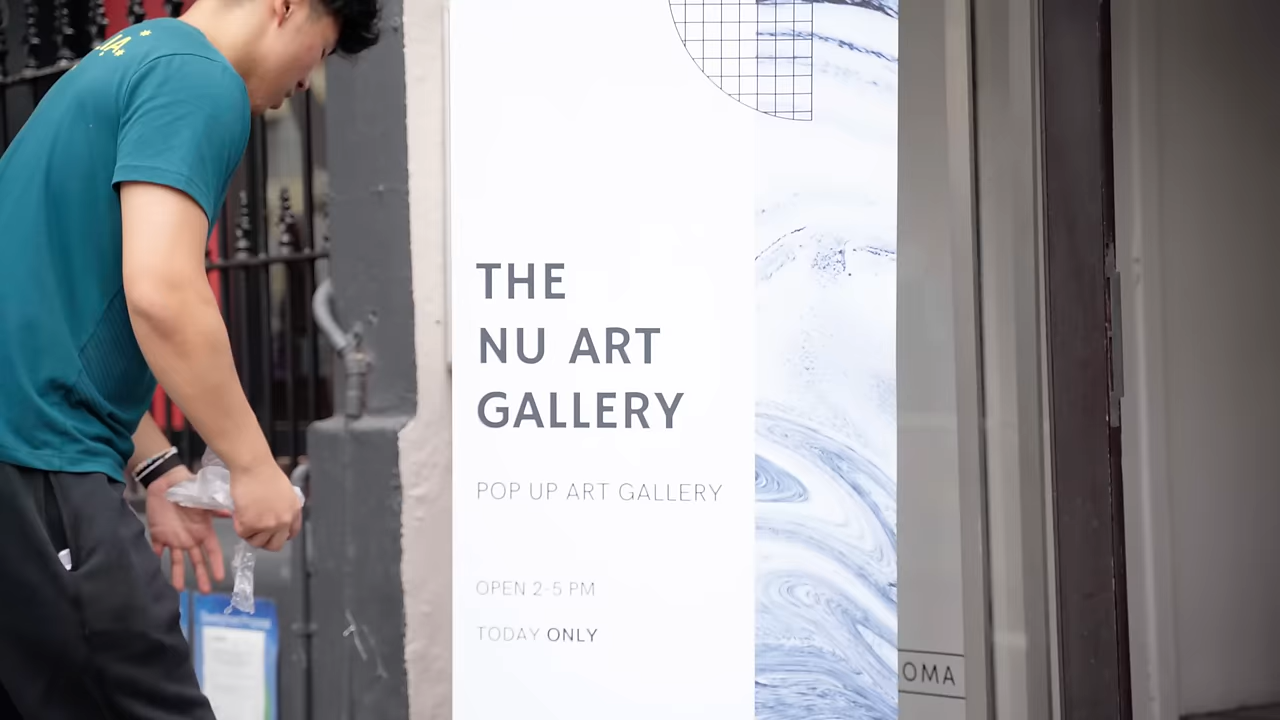 THE
NU ART
GALLERY
POP UP ART GALLERY
OPEN 2-5 PM
TODAY ONLY
OMA